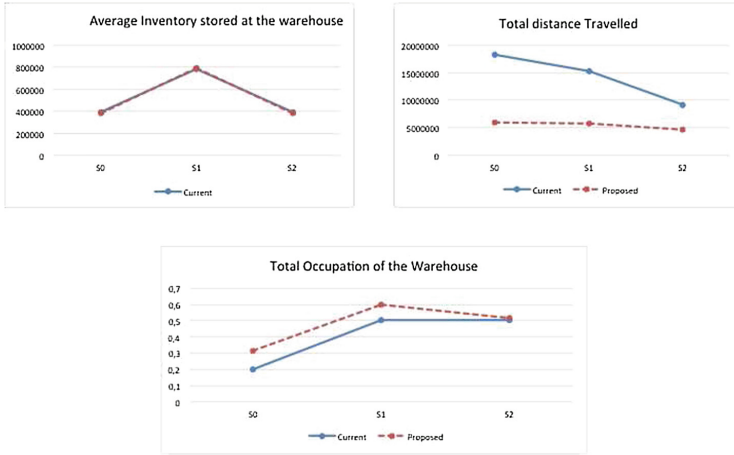 Average Inventory stored at the warehouse
1000000
800000
600000
400000
200000
0
S0 S1 S2
Current
Total distance Travelled
20000000
15000000
10000000
5000000
0
S0 S1 S2
Current Proposed
Total Occupation of the Warehouse
0,7
0,6
0,5
0,4
0,3
0,2
0,1
0
S0 S1 S2
Current Proposed